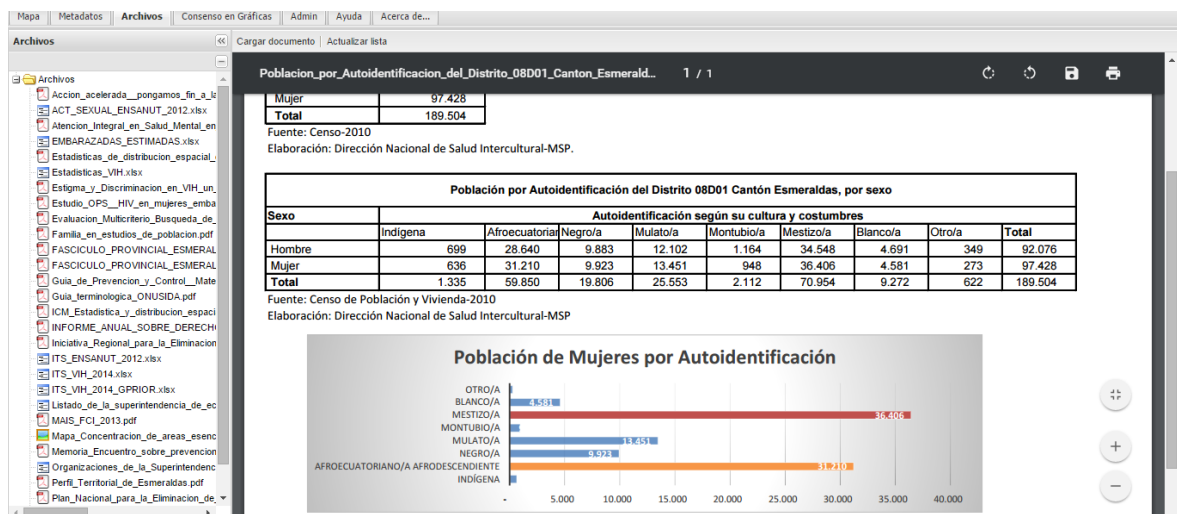 Mapa Metadatos Archivos Consenso en Gráficas Admin Ayuda Acerca de...
Archivos
Cargar documento Actualizar lista
Archivos
Accion_acelerada__pongamos_fin_a_la
ACT_SEXUAL_ENSANUT_2012.xlsx
Atencion_Integral_en_Salud_Mental_en
EMBARAZADAS_ESTIMADAS.xlsx
Estadisticas_de_distribucion_espacial_
Estadisticas_VIH.xlsx
Estigma_y_Discriminacion_en_VIH_un_
Estudio_OPS__HIV_en_mujeres_emba
Evaluacion_Multicriterio_Busqueda_de_
Familia_en_estudios_de_poblacion.pdf
FASCICULO_PROVINCIAL_ESMERAL
FASCICULO_PROVINCIAL_ESMERAL
Guia_de_Prevencion_y_Control__Mate
Guia_terminologica_ONUSIDA.pdf
ICM_Estadistica_y_distribucion_espaci
INFORME_ANUAL_SOBRE_DERECH
Iniciativa_Regional_para_la_Eliminacion
ITS_ENSANUT_2012.xlsx
ITS_VIH_2014.xlsx
ITS_VIH_2014_GPRIOR.xlsx
Listado_de_la_superintendencia_de_ec
MAIS_FCI_2013.pdf
Mapa_Concentracion_de_areas_esenc
Memoria_Encuentro_sobre_prevencion
Organizaciones_de_la_Superintendenc
Perfil_Territorial_de_Esmeraldas.pdf
Plan_Nacional_para_la_Eliminacion_de_
Poblacion_por_Autoidentificacion_del_Distrito_08D01_Canton_Esmerald... 1 / 1
Mujer 97.428
Total 189.504
Fuente: Censo-2010
Elaboración: Dirección Nacional de Salud Intercultural-MSP.
Población por Autoidentificación del Distrito 08D01 Cantón Esmeraldas, por sexo
Sexo Autoidentificación según su cultura y costumbres
Indígena Afroecuatorian Negro/a Mulato/a Montubio/a Mestizo/a Blanco/a Otro/a Total
Hombre 699 28.640 9.883 12.102 1.164 34.548 4.691 349 92.076
Mujer 636 31.210 9.923 13.451 948 36.406 4.581 273 97.428
Total 1.335 59.850 19.806 25.553 2.112 70.954 9.272 622 189.504
Fuente: Censo de Población y Vivienda-2010
Elaboración: Dirección Nacional de Salud Intercultural-MSP
Población de Mujeres por Autoidentificación
OTRO/A
BLANCO/A 4.581
MESTIZO/A 36.406
MONTUBIO/A
MULATO/A 13.451
NEGRO/A 9.923
AFROECUATORIANO/A AFRODESCENDIENTE 31.210
INDÍGENA
- 5.000 10.000 15.000 20.000 25.000 30.000 35.000 40.000